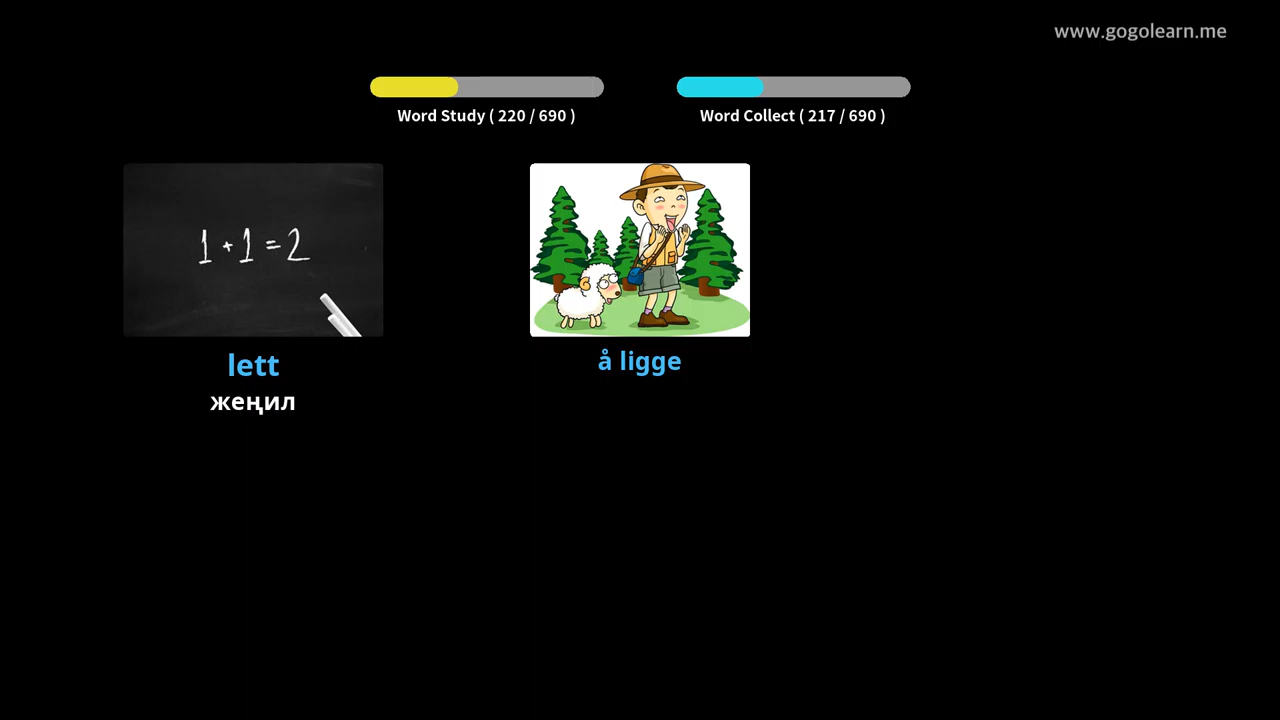 www.gogolearn.me
Word Study ( 220 / 690 )
Word Collect ( 217 / 690 )
1 + 1 = 2
lett
жеңил
å ligge